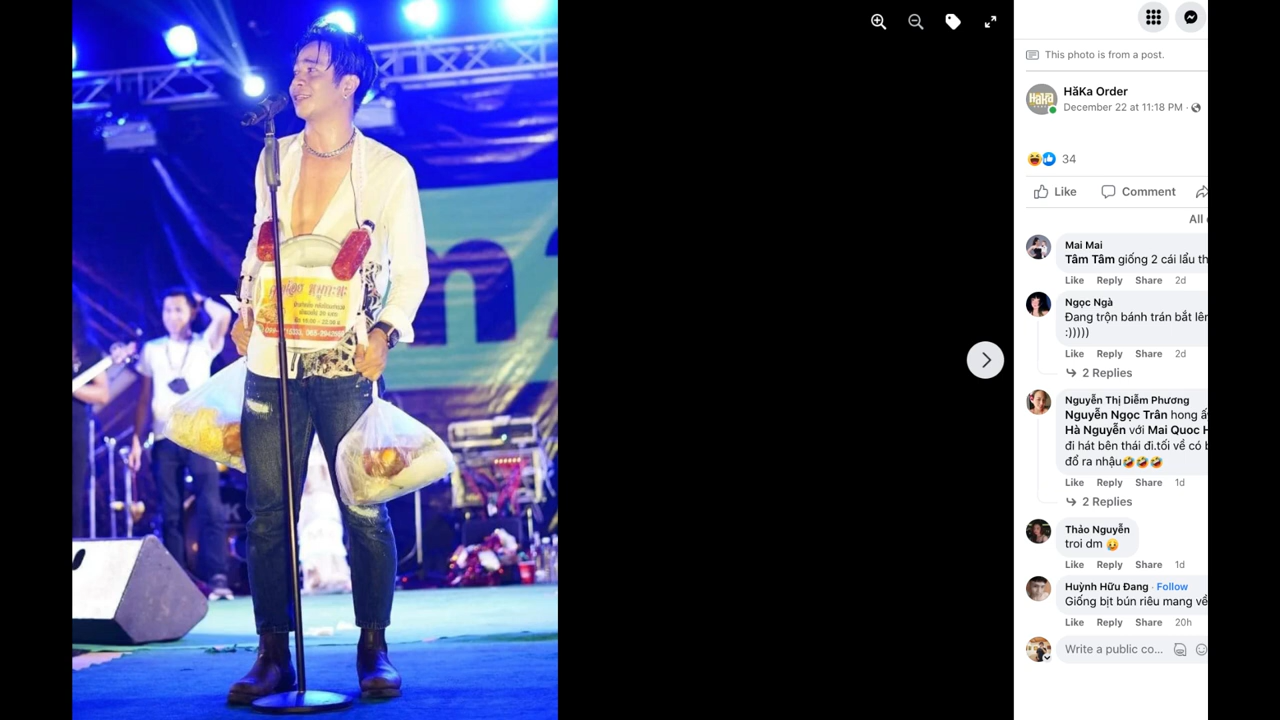 This photo is from a post.
HăKa Order
December 22 at 11:18 PM ·
34
Like
Comment
All
Mai Mai
Tâm Tâm giống 2 cái lẩu th
Like Reply Share 2d
Ngọc Ngà
Đang trộn bánh trán bắt lên
:)))))
Like Reply Share 2d
2 Replies
Nguyễn Thị Diễm Phương
Nguyễn Ngọc Trân hong
Hà Nguyễn với Mai Quoc H
đi hát bên thái đi.tối về có
đổ ra nhậu🤣🤣🤣
Like Reply Share 1d
2 Replies
Thảo Nguyễn
troi dm 😥
Like Reply Share 1d
Huỳnh Hữu Đang · Follow
Giống bịt bún riêu mang về
Like Reply Share 20h
Write a public co...